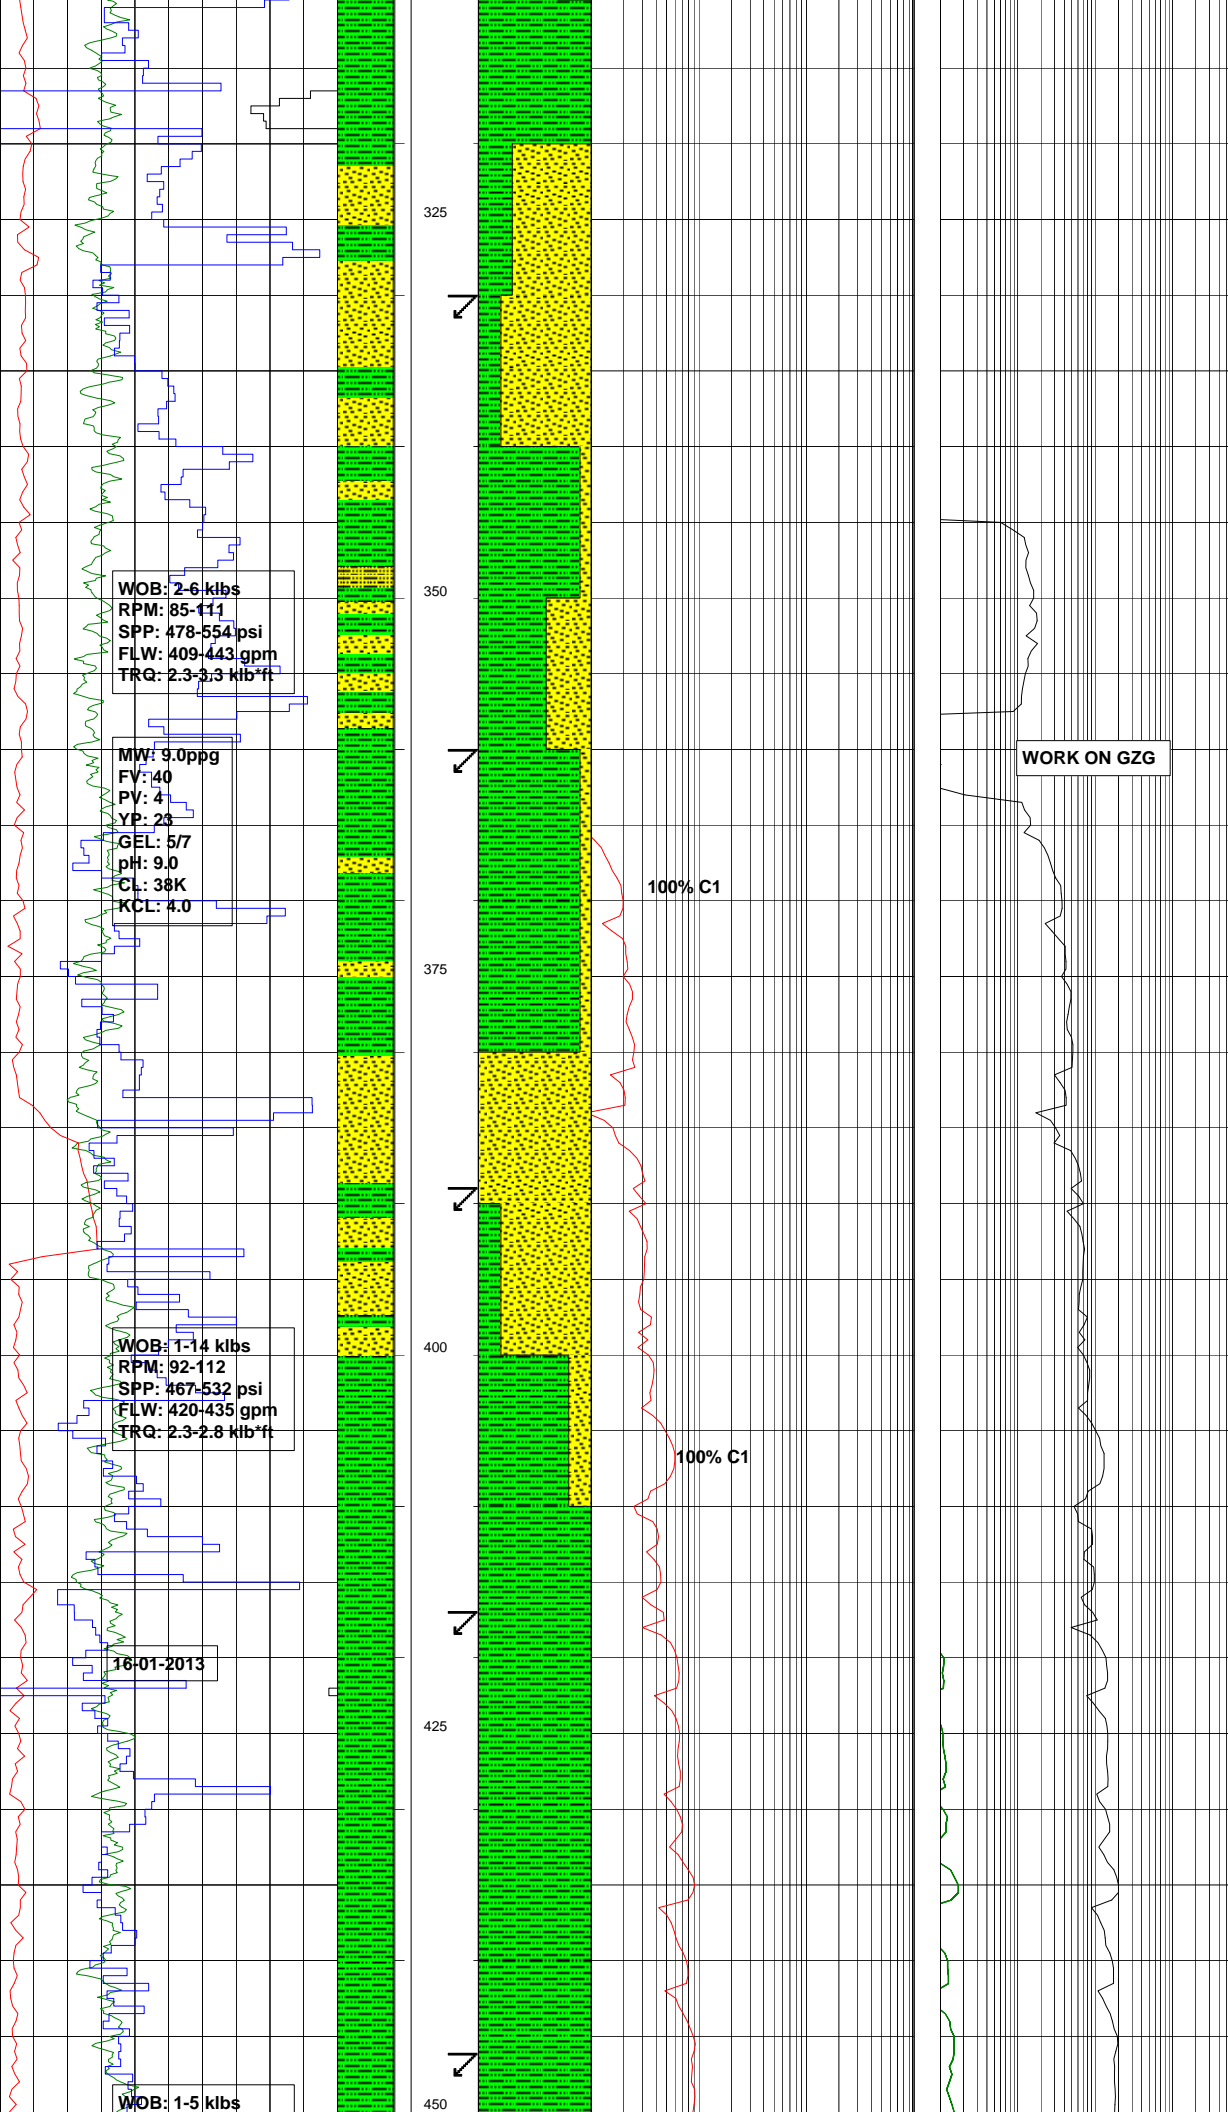 325
WOB: 2-6 klbs
RPM: 85-111
SPP: 478-554 psi
FLW: 409-443 gpm
TRQ: 2.3-3.3 klb*ft
350
MW: 9.0ppg
FV: 40
PV: 4
YP: 23
GEL: 5/7
pH: 9.0
CL: 38K
KCL: 4.0
WORK ON GZG
100% C1
375
WOB: 1-14 klbs
RPM: 92-112
SPP: 467-532 psi
FLW: 420-435 gpm
TRQ: 2.3-2.8 klb*ft
400
100% C1
16-01-2013
425
WOB: 1-5 klbs
450